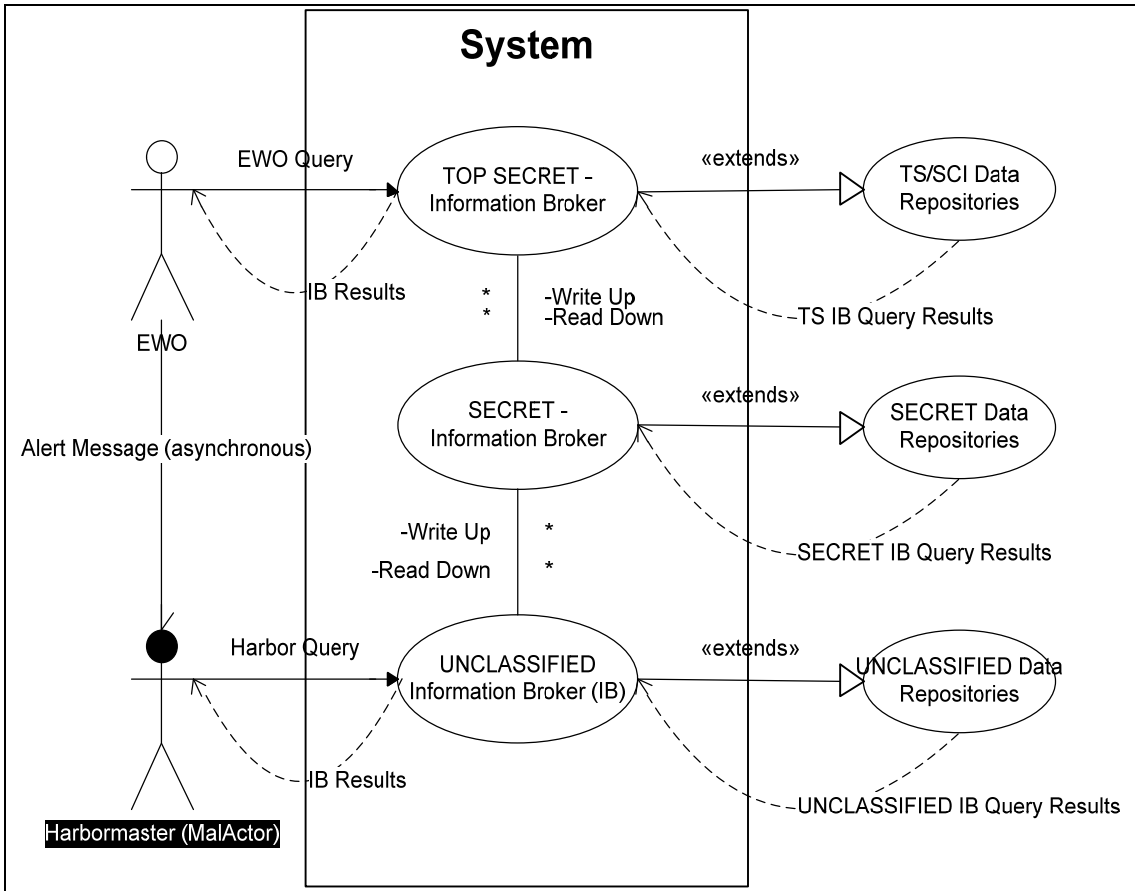 System
EWO Query
TOP SECRET -
Information Broker
«extends»
TS/SCI Data
Repositories
IB Results
*
*
-Write Up
-Read Down
TS IB Query Results
EWO
SECRET -
Information Broker
«extends»
SECRET Data
Repositories
Alert Message (asynchronous)
-Write Up
*
-Read Down
*
SECRET IB Query Results
Harbor Query
UNCLASSIFIED
Information Broker (IB)
«extends»
UNCLASSIFIED Data
Repositories
IB Results
UNCLASSIFIED IB Query Results
Harbormaster (MalActor)